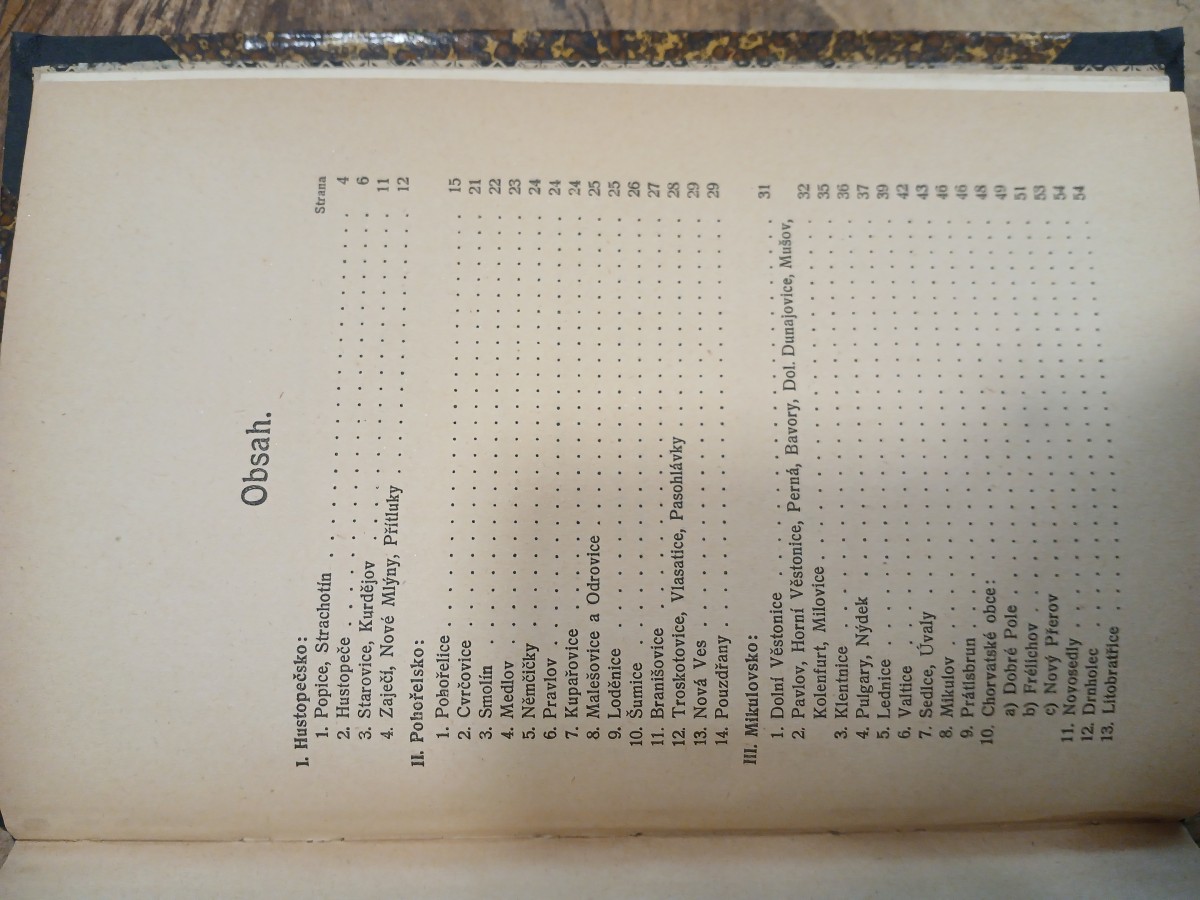 Obsah.
Strana
I. Hustopečsko:
1. Popice, Strachotín . . . . . . . . . . . . . . . . 4
2. Hustopeče . . . . . . . . . . . . . . . . 6
3. Starovice, Kurdějov . . . . . . . . . . . . . . . . 11
4. Zaječí, Nové Mlýny, Přítluky . . . . . . . . . . . . 12
II. Pohořelsko:
1. Pohořelice . . . . . . . . . . . . . . . . 15
2. Cvrčovice . . . . . . . . . . . . . . . . 21
3. Smolín . . . . . . . . . . . . . . . . 22
4. Medlov . . . . . . . . . . . . . . . . 23
5. Němčičky . . . . . . . . . . . . . . . . 24
6. Pravlov . . . . . . . . . . . . . . . . 24
7. Kupařovice . . . . . . . . . . . . . . . . 24
8. Malešovice a Odrovice . . . . . . . . . . . . . . 25
9. Loděnice . . . . . . . . . . . . . . . . 25
10. Šumice . . . . . . . . . . . . . . . . 26
11. Branišovice . . . . . . . . . . . . . . . . 27
12. Troskotovice, Vlasatice, Pasohlávky . . . . . . . . . . 28
13. Nová Ves . . . . . . . . . . . . . . . . 29
14. Pouzdřany . . . . . . . . . . . . . . . . 29
III. Mikulovsko:
1. Dolní Věstonice . . . . . . . . . . . . . . . . 31
2. Pavlov, Horní Věstonice, Perná, Bavory, Dol. Dunajovice, Mušov,
Kolenfurt, Milovice . . . . . . . . . . . . . . . . 32
3. Klentnice . . . . . . . . . . . . . . . . 35
4. Pulgary, Nýdek . . . . . . . . . . . . . . . . 36
5. Lednice . . . . . . . . . . . . . . . . 37
6. Valtice . . . . . . . . . . . . . . . . 39
7. Sedlce, Úvaly . . . . . . . . . . . . . . . . 42
8. Mikulov . . . . . . . . . . . . . . . . 43
9. Prátlsbrun . . . . . . . . . . . . . . . . 46
10. Chorvatské obce: . . . . . . . . . . . . . . . . 46
a) Dobré Pole . . . . . . . . . . . . . . . . 48
b) Frélichov . . . . . . . . . . . . . . . . 49
c) Nový Přerov . . . . . . . . . . . . . . . . 51
11. Novosedly . . . . . . . . . . . . . . . . 53
12. Drnholec . . . . . . . . . . . . . . . . 54
13. Litobratřice . . . . . . . . . . . . . . . . 54